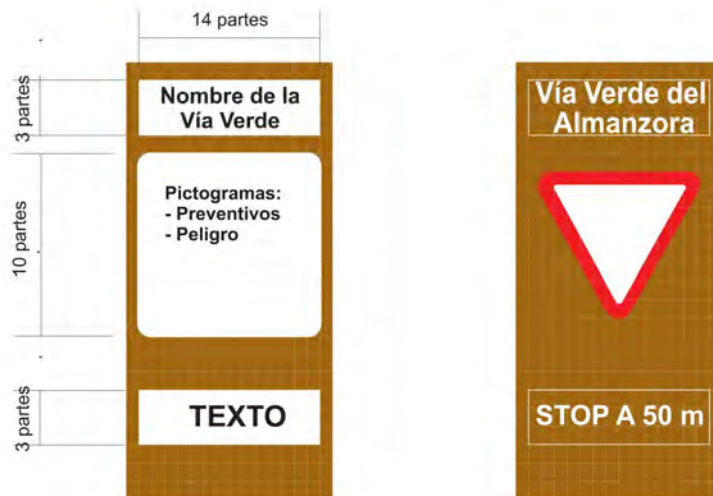 14 partes
3 partes
Nombre de la
Vía Verde
10 partes
Pictogramas:
- Preventivos
- Peligro
3 partes
TEXTO
Vía Verde del
Almanzora
STOP A 50 m